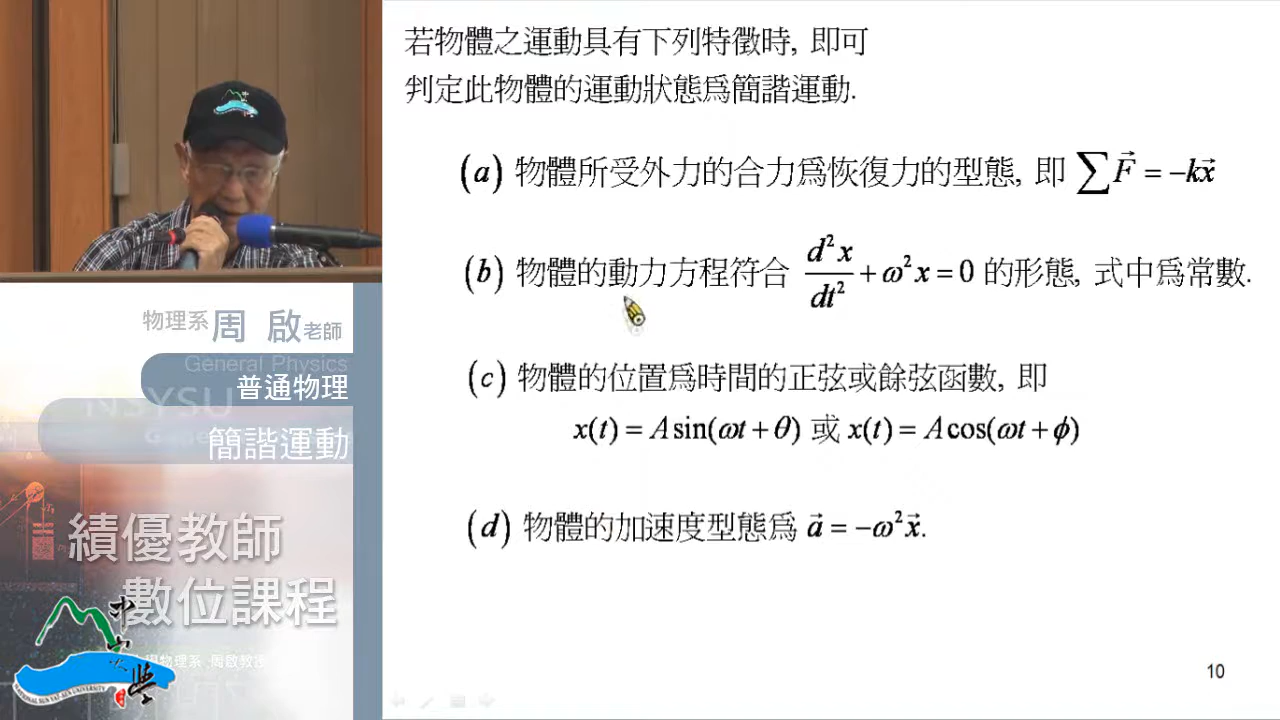 若物體之運動具有下列特徵時, 即可
判定此物體的運動狀態爲簡諧運動.
(a) 物體所受外力的合力爲恢復力的型態, 即 ∑F⃗ = −kx⃗
(b) 物體的動力方程符合 d²x/dt² + ω²x = 0 的形態, 式中爲常數.
(c) 物體的位置爲時間的正弦或餘弦函數, 即
x(t) = A sin(ωt + θ) 或 x(t) = A cos(ωt + ϕ)
(d) 物體的加速度型態爲 a⃗ = −ω²x⃗.
10
物理系周 啟老師
General Physics
普通物理
NSYSU
簡諧運動
績優教師
數位課程
NATIONAL SUN YAT-SEN UNIVERSITY